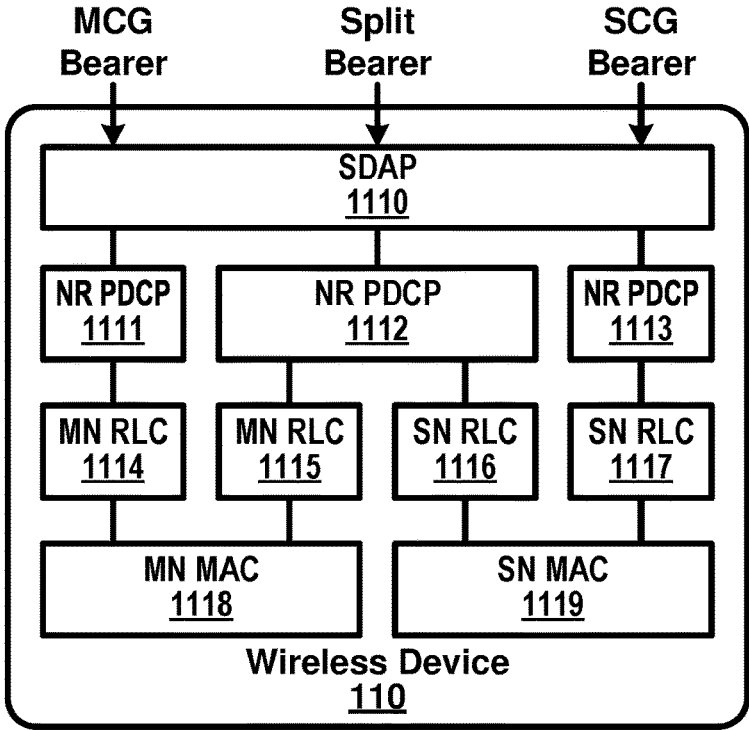 MCG
Bearer
Split
Bearer
SCG
Bearer
SDAP
1110
NR PDCP
1111
NR PDCP
1112
NR PDCP
1113
MN RLC
1114
MN RLC
1115
SN RLC
1116
SN RLC
1117
MN MAC
1118
SN MAC
1119
Wireless Device
110